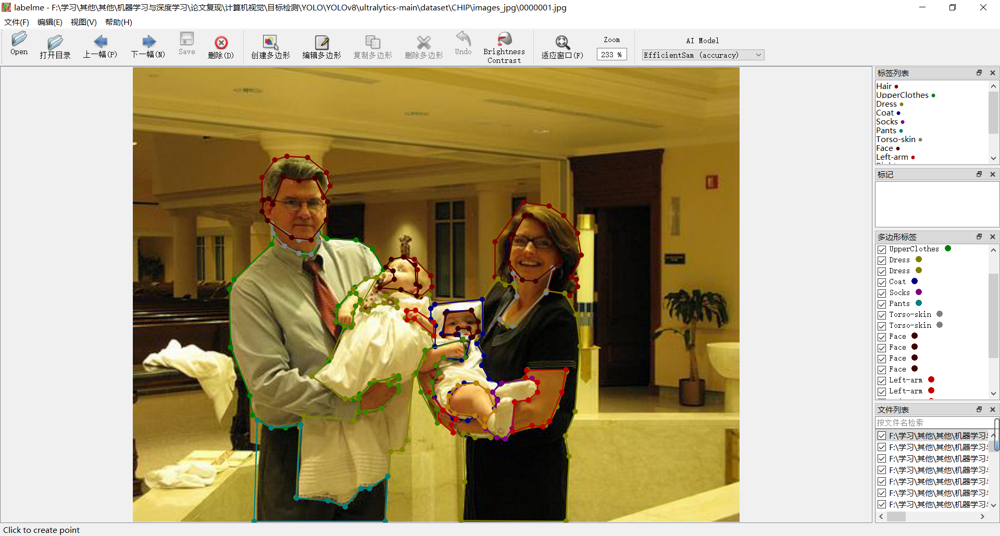 labelme - F:\学习\其他\其他\机器学习与深度学习\论文复现\计算机视觉\目标检测\YOLO\YOLOv8\ultralytics-main\dataset\CHIP\images_jpg\0000001.jpg
文件(F) 编辑(E) 视图(V) 帮助(H)
Open 打开目录 上一幅(P) 下一幅(N) Save 删除(D) 创建多边形 编辑多边形 复制多边形 删除多边形 Undo Brightness Contrast 适应窗口(F) Zoom 233 % AI Model EfficientSam (accuracy)
标签列表
Hair
UpperClothes
Dress
Coat
Socks
Pants
Torso-skin
Face
Left-arm
标记
多边形标签
UpperClothes
Dress
Dress
Coat
Socks
Pants
Torso-skin
Torso-skin
Face
Face
Face
Face
Left-arm
Left-arm
文件列表
按文件名检索
F:\学习\其他\其他\机器学习
F:\学习\其他\其他\机器学习
F:\学习\其他\其他\机器学习
F:\学习\其他\其他\机器学习
F:\学习\其他\其他\机器学习
F:\学习\其他\其他\机器学习
F:\学习\其他\其他\机器学习
Click to create point